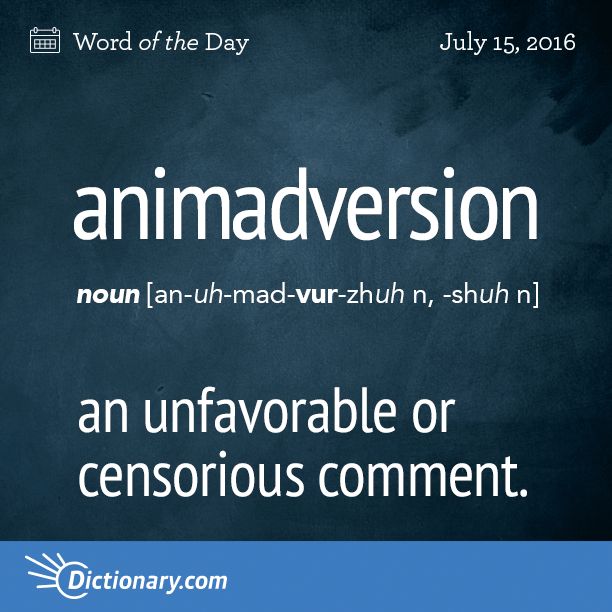 Word of the Day
July 15, 2016
animadversion
noun [an-uh-mad-vur-zhuh n, -shuh n]
an unfavorable or
censorious comment.
Dictionary.com